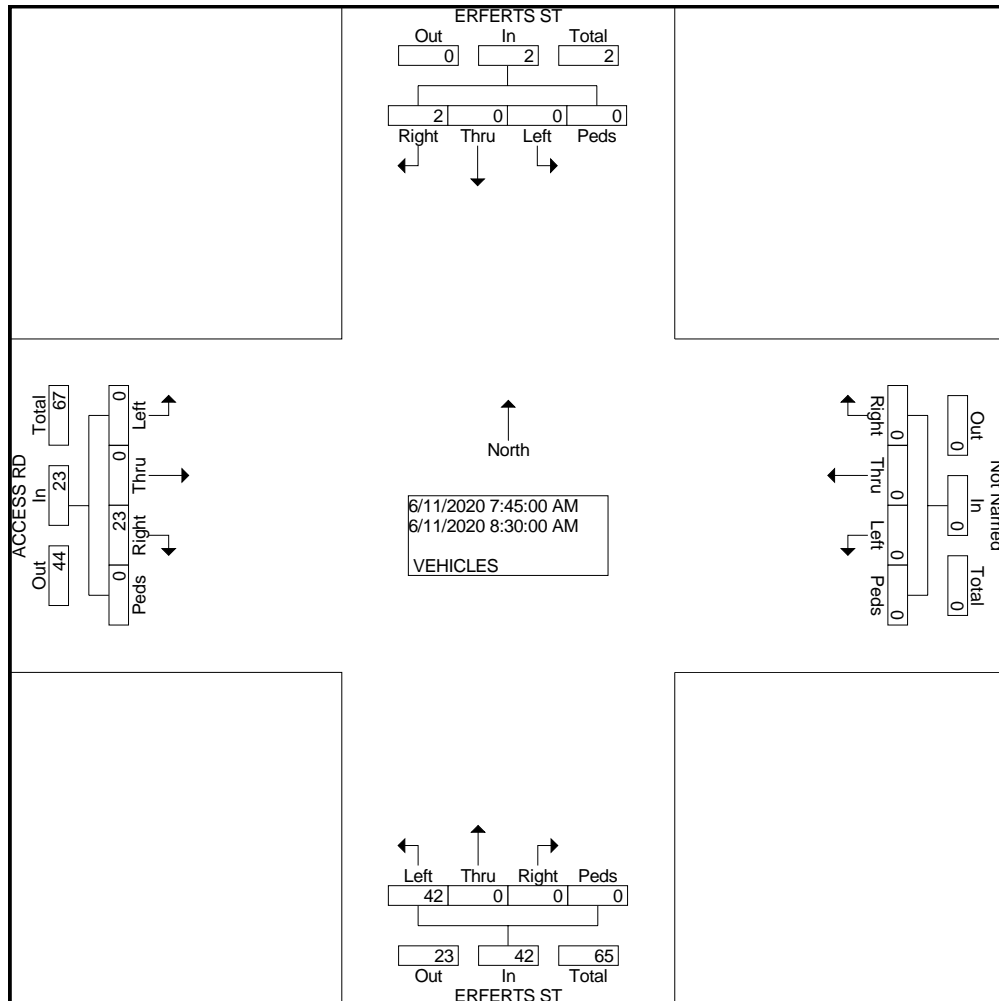 ERFERTS ST
Out In Total
0 2 2
2 0 0 0
Right Thru Left Peds
ACCESS RD
Total In Out
67 23 44
0 0 23 0
Left Thru Right Peds
North
6/11/2020 7:45:00 AM
6/11/2020 8:30:00 AM
VEHICLES
Right Thru Left Peds
0 0 0 0
Out In Total
0 0 0
Not Named
Left Thru Right Peds
42 0 0 0
23 42 65
Out In Total
ERFERTS ST